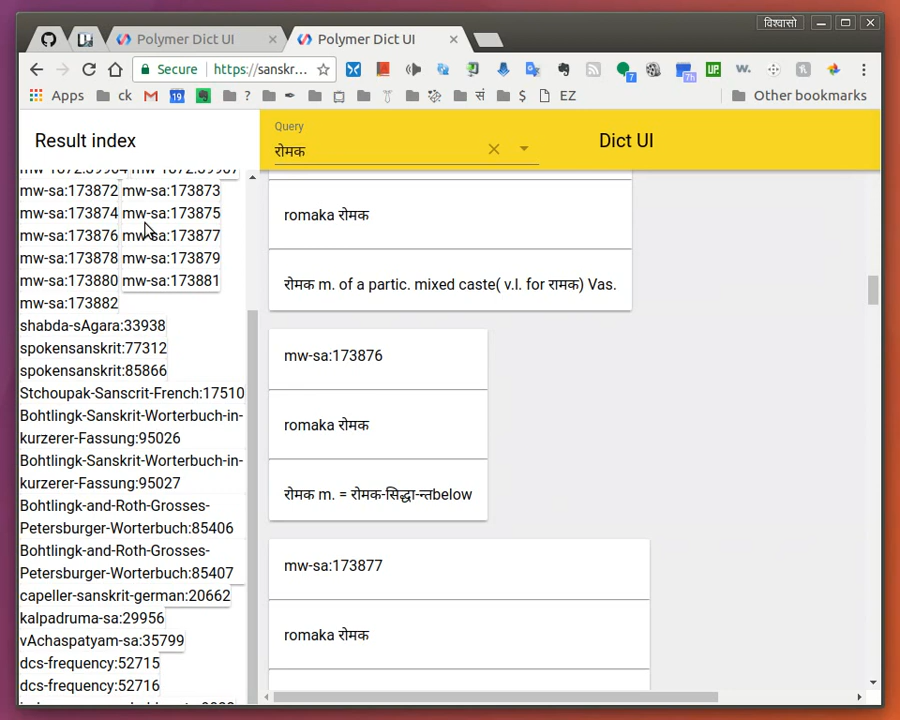 विश्वासो
Polymer Dict UI
Polymer Dict UI
Secure
https://sanskr...
7
7h
UP
w.
Apps
ck
19
?
सं
$
EZ
Other bookmarks
Result index
Query
रोमक
Dict UI
mw-sa:173872 mw-sa:173873
mw-sa:173874 mw-sa:173875
mw-sa:173876 mw-sa:173877
mw-sa:173878 mw-sa:173879
mw-sa:173880 mw-sa:173881
mw-sa:173882
shabda-sAgara:33938
spokensanskrit:77312
spokensanskrit:85866
Stchoupak-Sanscrit-French:17510
Bohtlingk-Sanskrit-Worterbuch-in-
kurzerer-Fassung:95026
Bohtlingk-Sanskrit-Worterbuch-in-
kurzerer-Fassung:95027
Bohtlingk-and-Roth-Grosses-
Petersburger-Worterbuch:85406
Bohtlingk-and-Roth-Grosses-
Petersburger-Worterbuch:85407
capeller-sanskrit-german:20662
kalpadruma-sa:29956
vAchaspatyam-sa:35799
dcs-frequency:52715
dcs-frequency:52716
romaka रोमक
रोमक m. of a partic. mixed caste( v.l. for रामक) Vas.
mw-sa:173876
romaka रोमक
रोमक m. = रोमक-सिद्धा-न्तbelow
mw-sa:173877
romaka रोमक